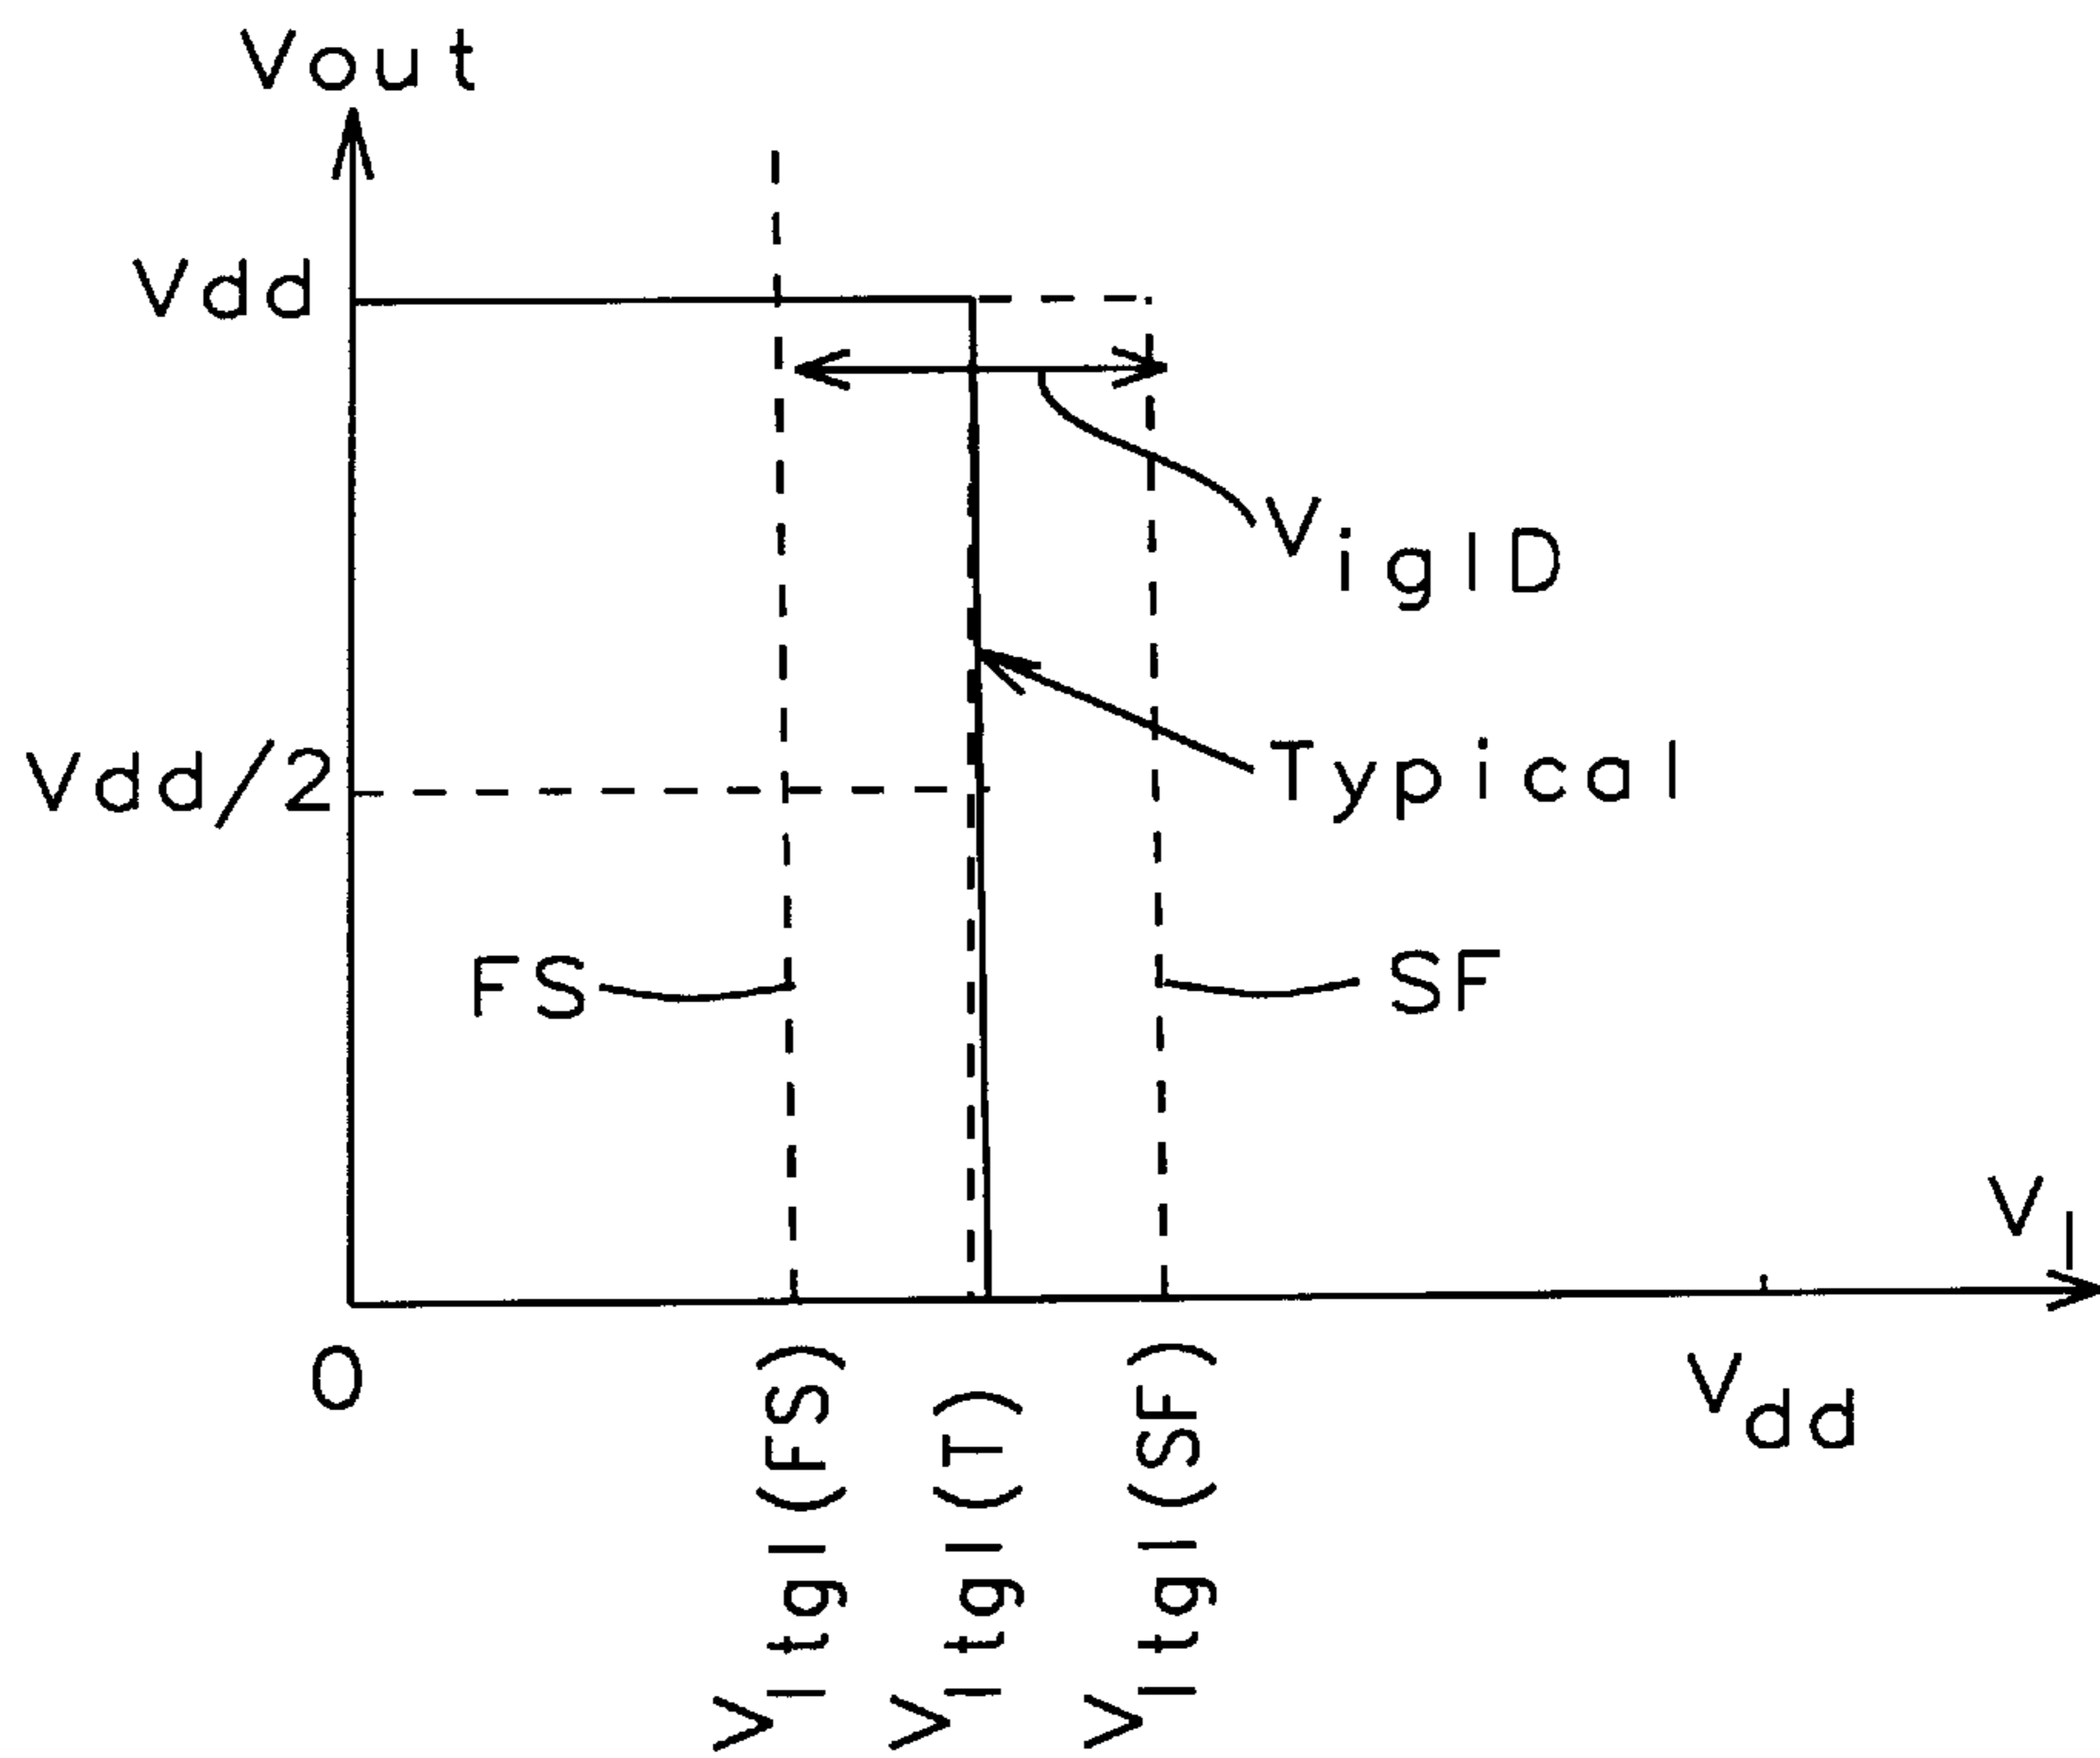 Vout
Vdd
VigID
Vdd/2
Typical
FS
SF
VI
0
Vdd
VItgl(FS)
VItgl(T)
VItgl(SF)